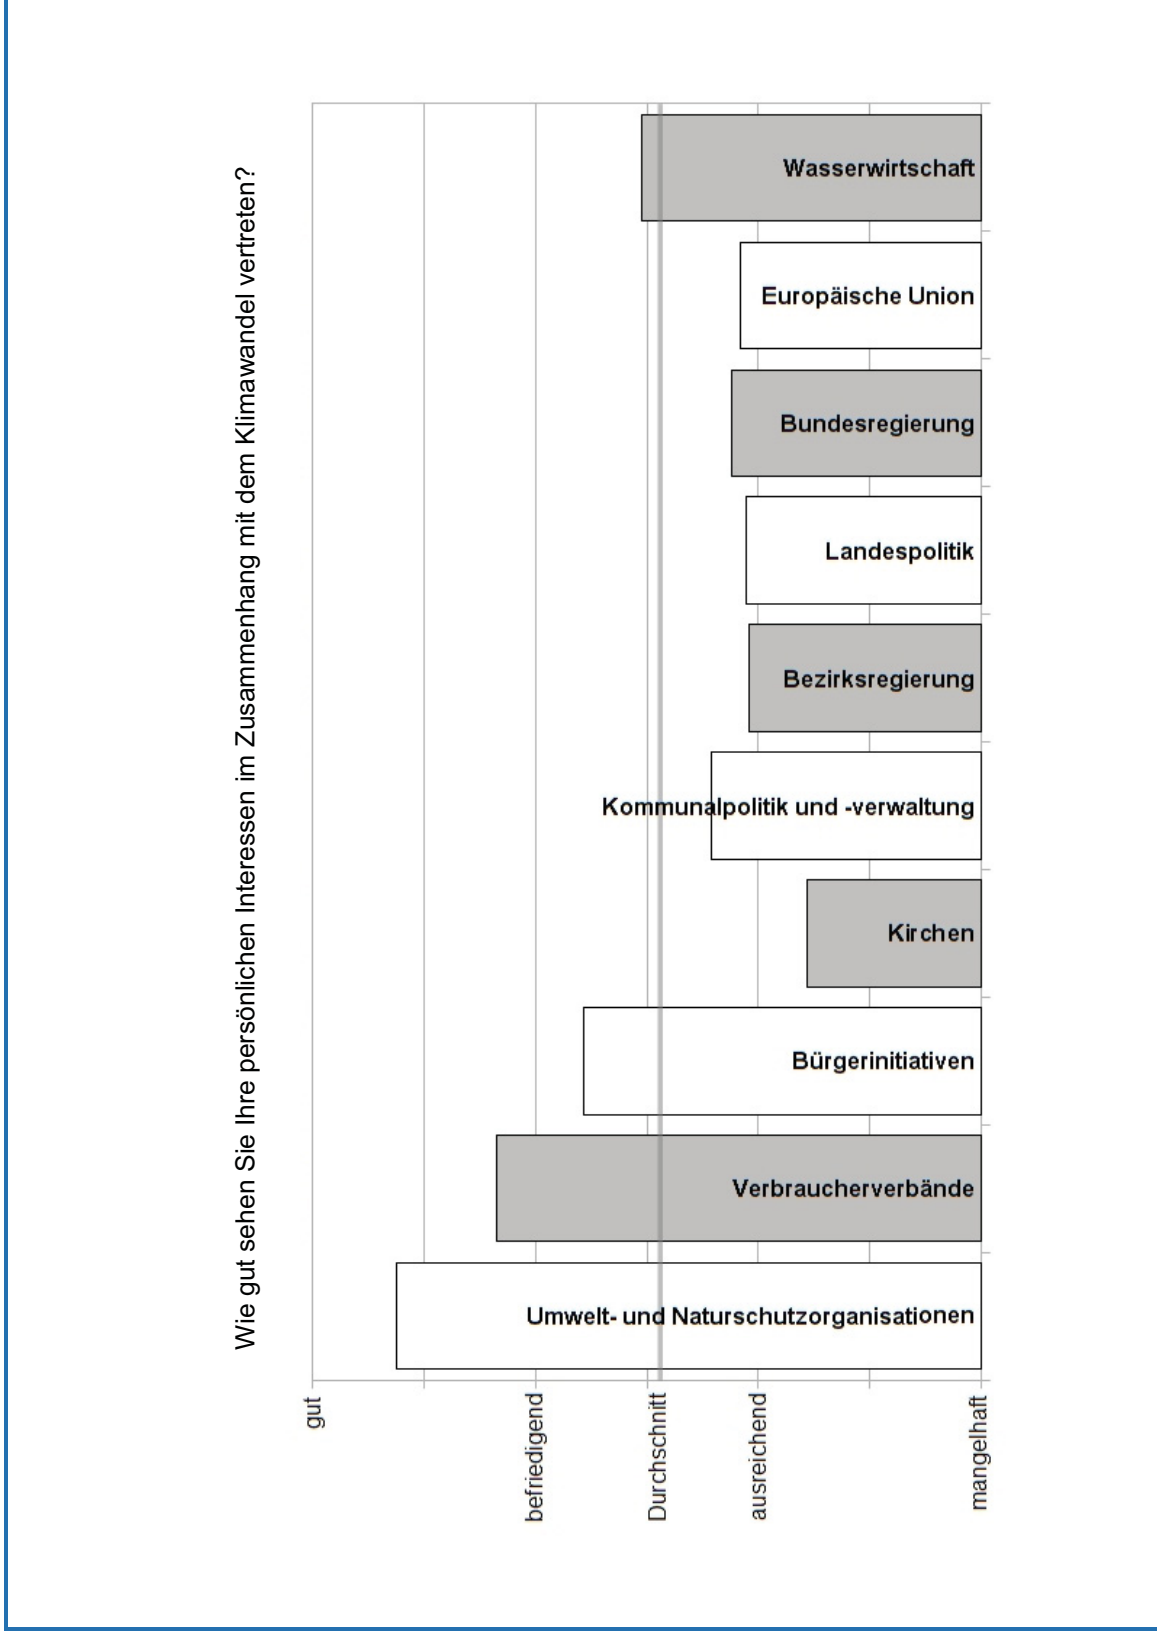 Wie gut sehen Sie Ihre persönlichen Interessen im Zusammenhang mit dem Klimawandel vertreten?
Wasserwirtschaft
Europäische Union
Bundesregierung
Landespolitik
Bezirksregierung
Kommunalpolitik und -verwaltung
Kirchen
Bürgerinitiativen
Verbraucherverbände
Umwelt- und Naturschutzorganisationen
gut
befriedigend
Durchschnitt
ausreichend
mangelhaft